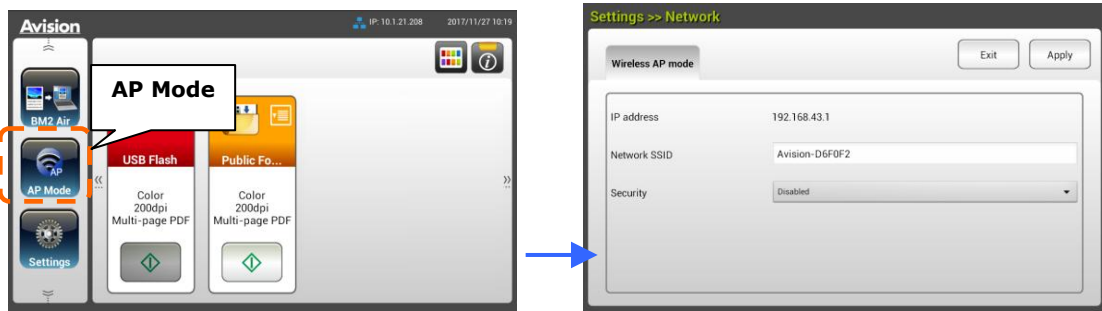 Avision
IP: 10.1.21.208 2017/11/27 10:19
AP Mode
BM2 Air
AP
AP Mode
Settings
USB Flash
Color
200dpi
Multi-page PDF
Public Fo...
Color
200dpi
Multi-page PDF
Settings >> Network
Wireless AP mode
Exit
Apply
IP address 192.168.43.1
Network SSID Avision-D6F0F2
Security Disabled